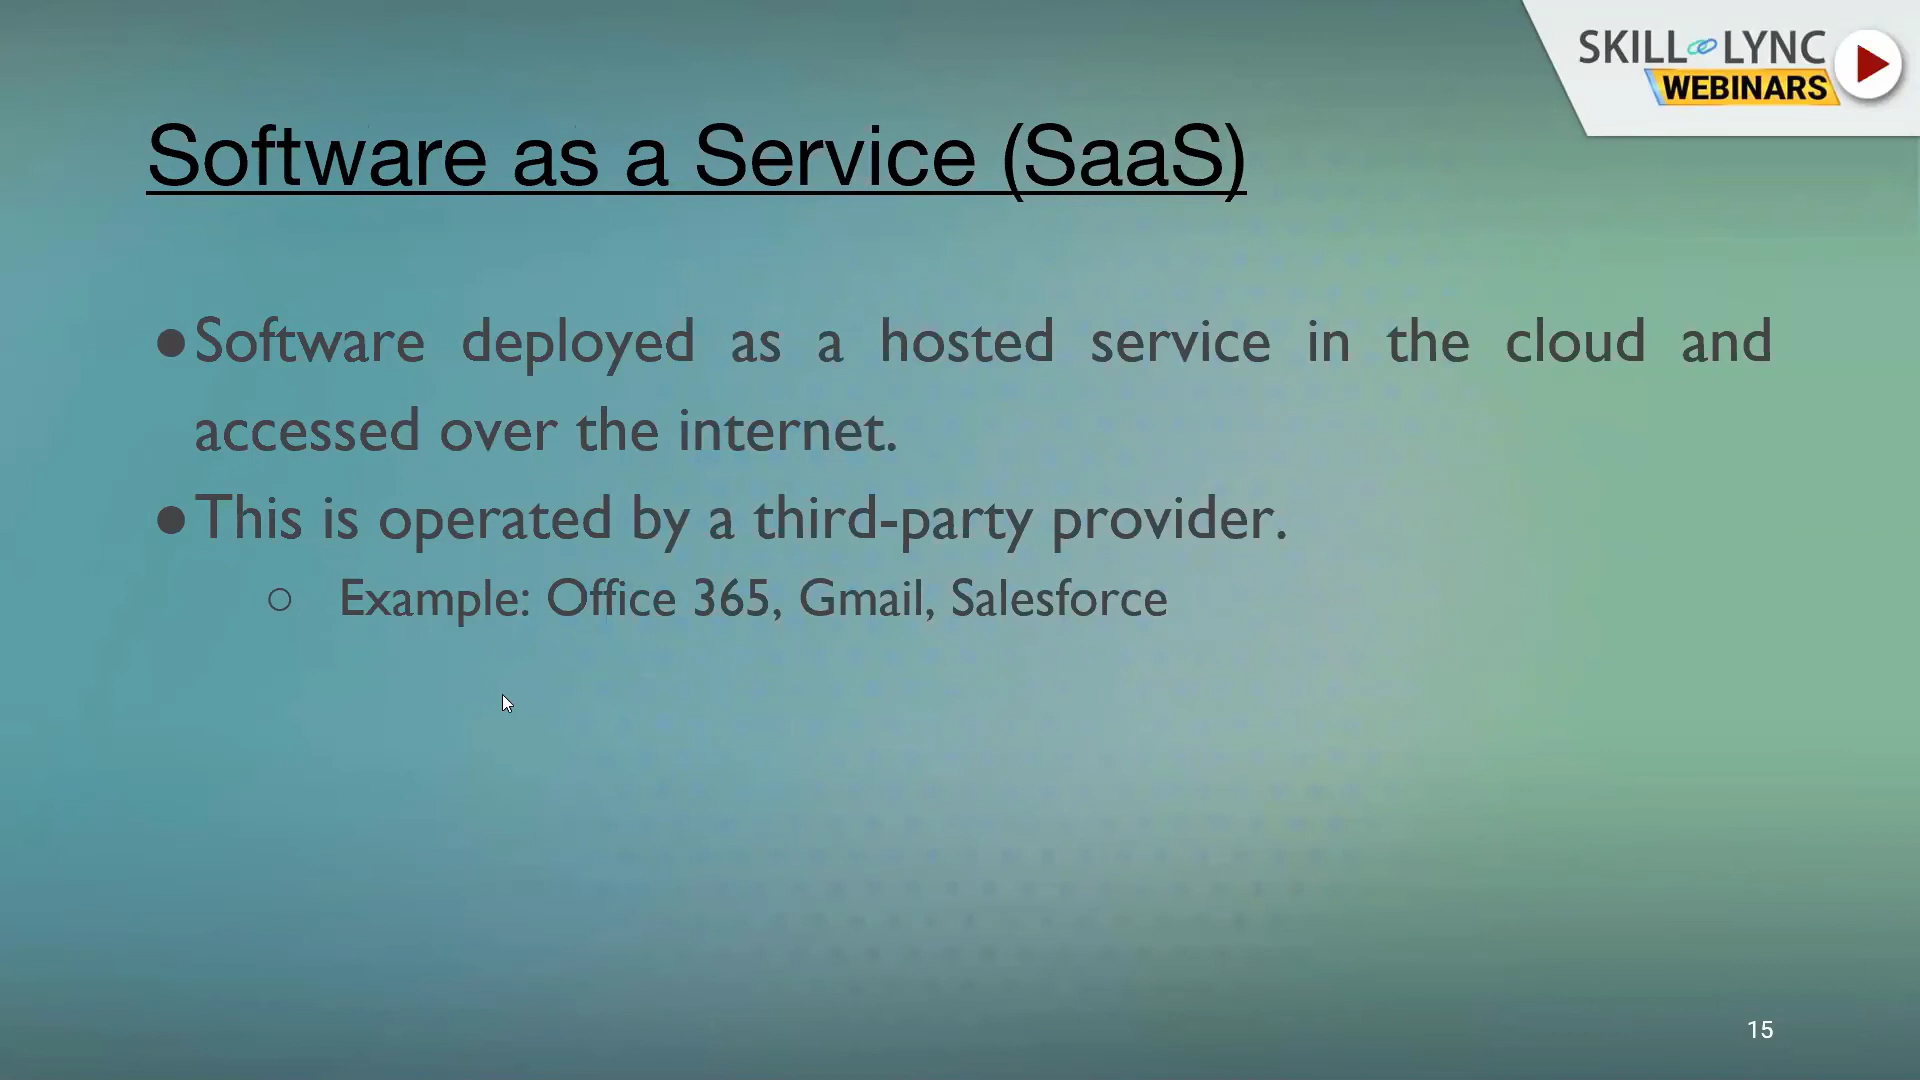 SKILL LYNC
WEBINARS
Software as a Service (SaaS)
●Software deployed as a hosted service in the cloud and
accessed over the internet.
●This is operated by a third-party provider.
○ Example: Office 365, Gmail, Salesforce
15